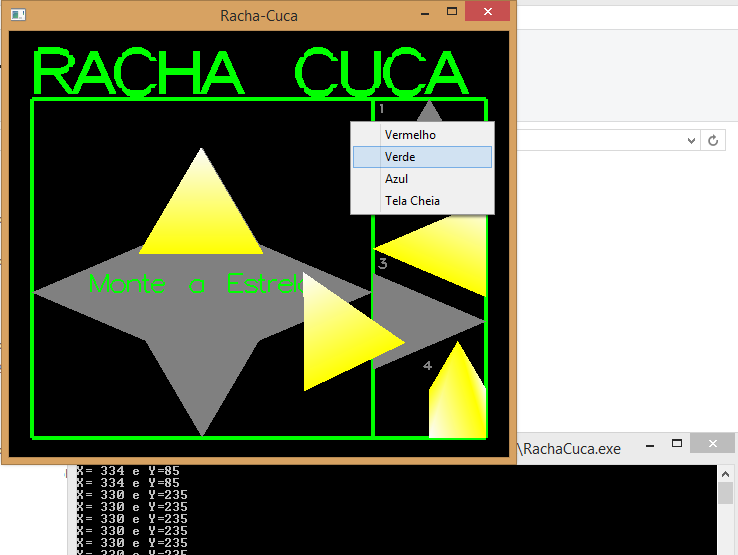 Racha-Cuca
RACHA CUCA
1
Vermelho
Verde
Azul
Tela Cheia
3
Monte a Estrela
4
\RachaCuca.exe
X= 334 e Y=85
X= 334 e Y=85
X= 330 e Y=235
X= 330 e Y=235
X= 330 e Y=235
X= 330 e Y=235
X= 330 e Y=235
X= 330 e Y=235